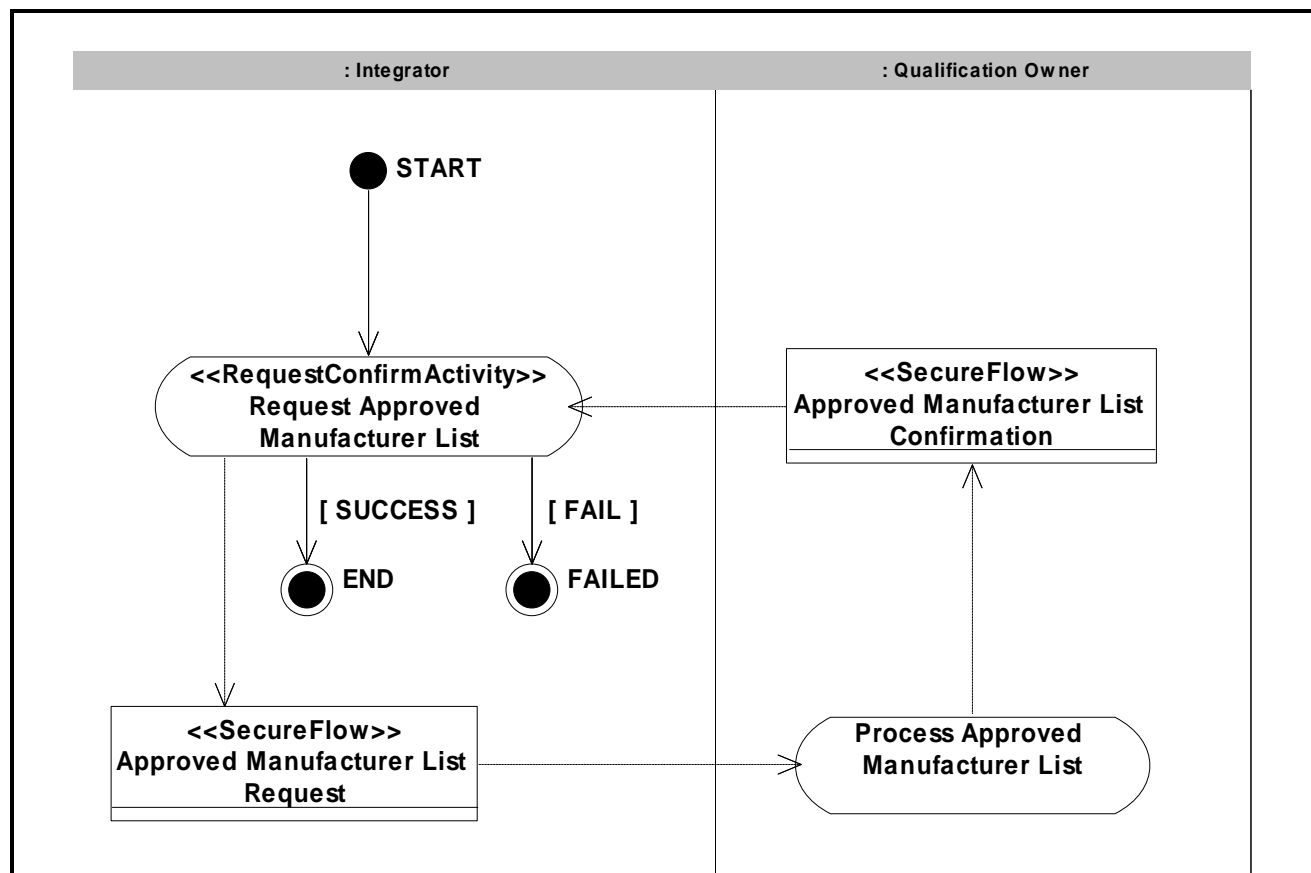 : Integrator
: Qualification Owner
START
<<RequestConfirmActivity>>
Request Approved
Manufacturer List
<<SecureFlow>>
Approved Manufacturer List
Confirmation
[ SUCCESS ]
[ FAIL ]
END
FAILED
<<SecureFlow>>
Approved Manufacturer List
Request
Process Approved
Manufacturer List